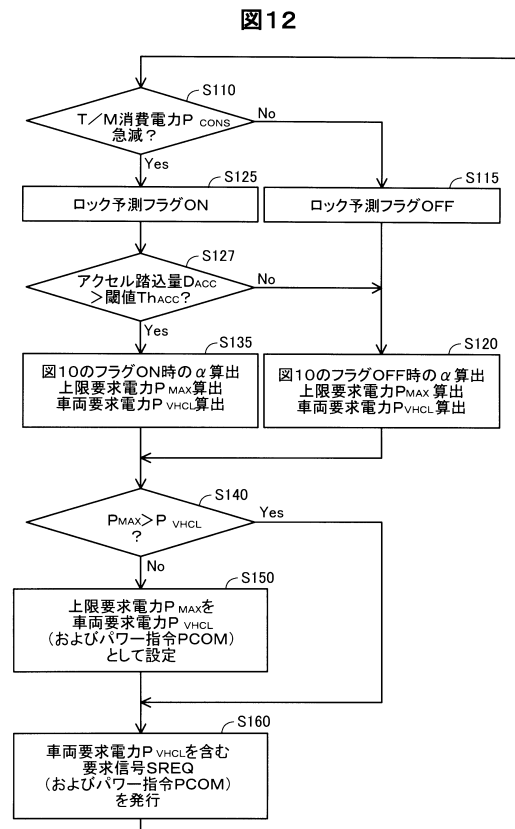 図12
S110
T/M消費電力P CONS
急減?
No
Yes
S125
ロック予測フラグON
S115
ロック予測フラグOFF
S127
アクセル踏込量DACC
>閾値ThACC?
No
Yes
S135
図10のフラグON時のα算出
上限要求電力P MAX算出
車両要求電力P VHCL算出
S120
図10のフラグOFF時のα算出
上限要求電力PMAX 算出
車両要求電力PVHCL 算出
S140
PMAX>P VHCL
?
Yes
No
S150
上限要求電力P MAXを
車両要求電力P VHCL
(およびパワー指令PCOM)
として設定
S160
車両要求電力P VHCLを含む
要求信号SREQ
(およびパワー指令PCOM)
を発行